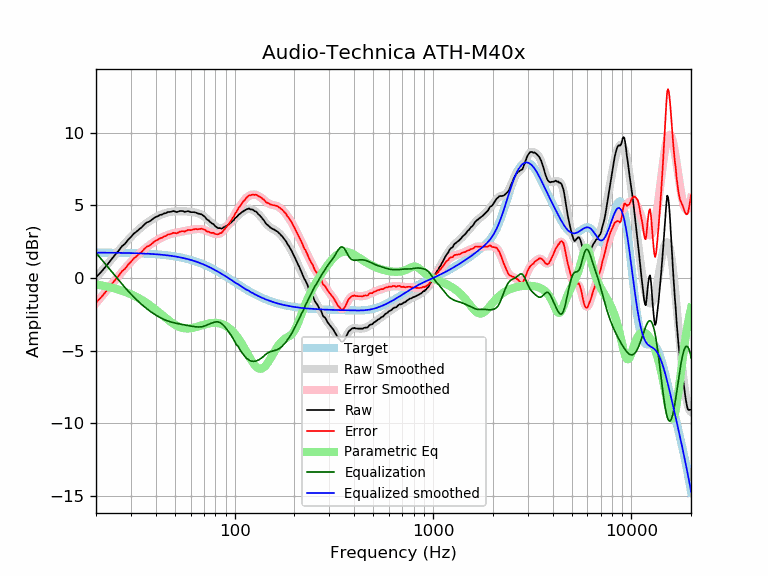 Audio-Technica ATH-M40x
Amplitude (dBr)
10
5
0
−5
−10
−15
Target
Raw Smoothed
Error Smoothed
Raw
Error
Parametric Eq
Equalization
Equalized smoothed
100
1000
10000
Frequency (Hz)